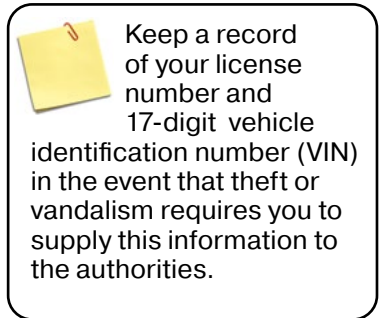 Keep a record
of your license
number and
17-digit vehicle
identification number (VIN)
in the event that theft or
vandalism requires you to
supply this information to
the authorities.